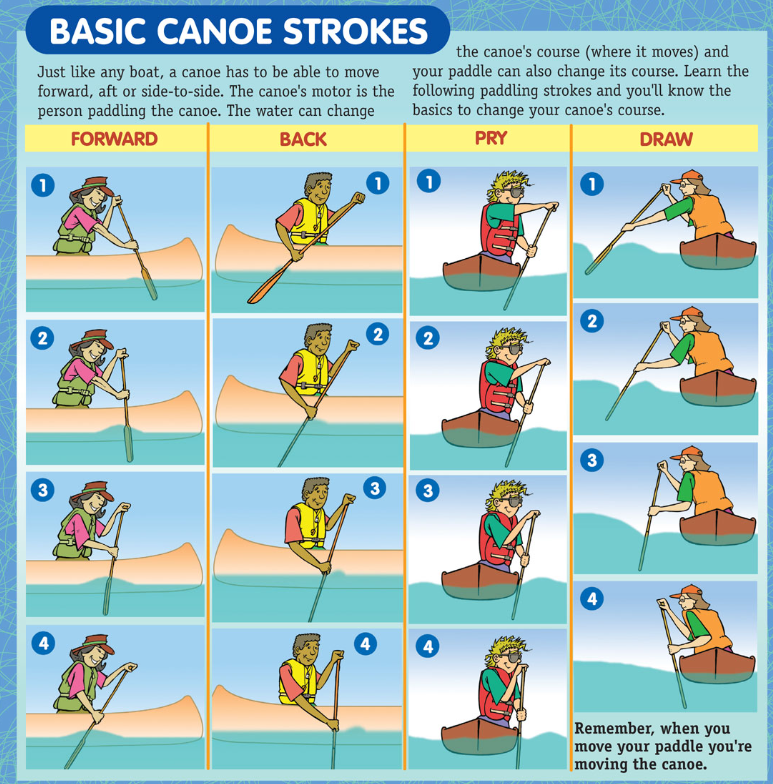 BASIC CANOE STROKES
Just like any boat, a canoe has to be able to move
forward, aft or side-to-side. The canoe's motor is the
person paddling the canoe. The water can change
the canoe's course (where it moves) and
your paddle can also change its course. Learn the
following paddling strokes and you'll know the
basics to change your canoe's course.
FORWARD
1
2
3
4
BACK
1
2
3
4
PRY
1
2
3
4
DRAW
1
2
3
4
Remember, when you
move your paddle you're
moving the canoe.